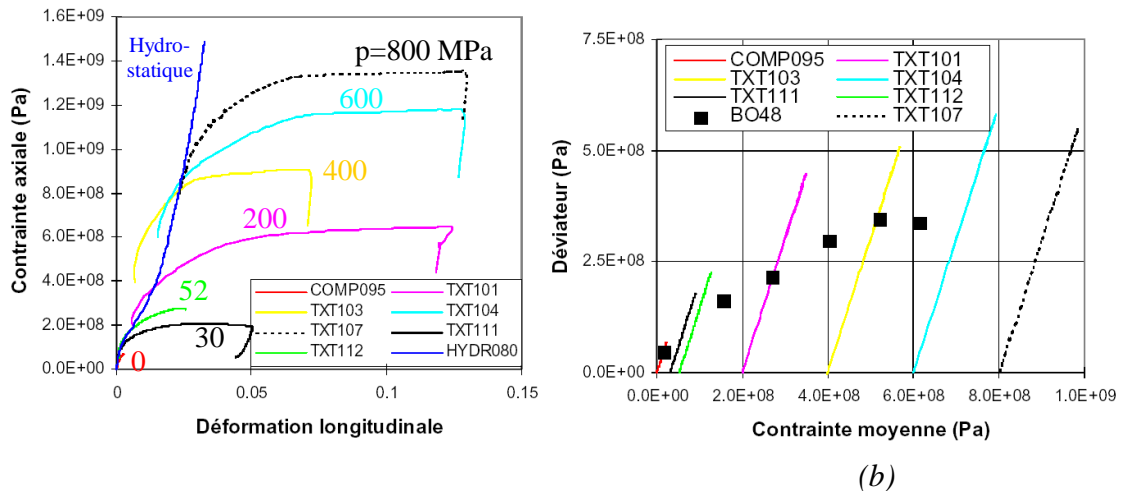 1.6E+09
1.4E+09
1.2E+09
1.0E+09
8.0E+08
6.0E+08
4.0E+08
2.0E+08
0.0E+00
Contrainte axiale (Pa)
Hydro-
statique
p=800 MPa
600
400
200
52
30
0
COMP095 TXT101
TXT103 TXT104
TXT107 TXT111
TXT112 HYDR080
0 0.05 0.1 0.15
Déformation longitudinale
7.5E+08
5.0E+08
2.5E+08
0.0E+00
Déviateur (Pa)
COMP095 TXT101
TXT103 TXT104
TXT111 TXT112
BO48 TXT107
0.0E+00 2.0E+08 4.0E+08 6.0E+08 8.0E+08 1.0E+09
Contrainte moyenne (Pa)
(b)